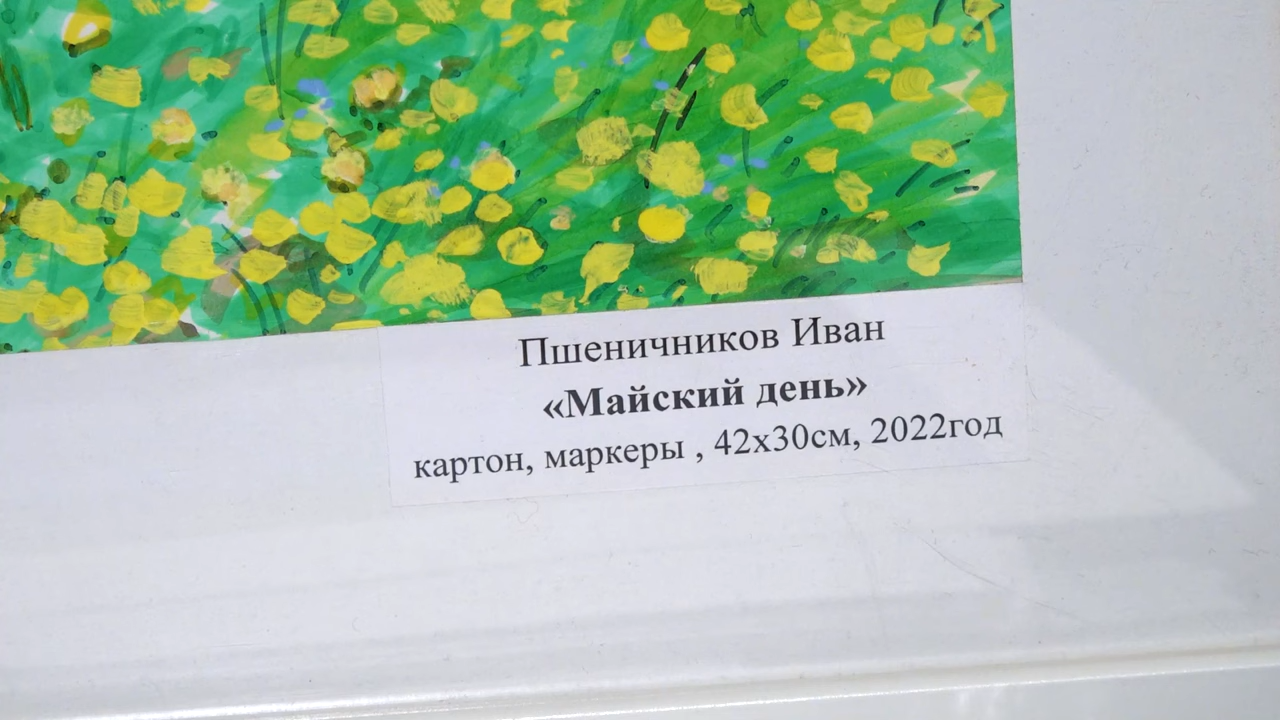 Пшеничников Иван
«Майский день»
картон, маркеры , 42х30см, 2022год